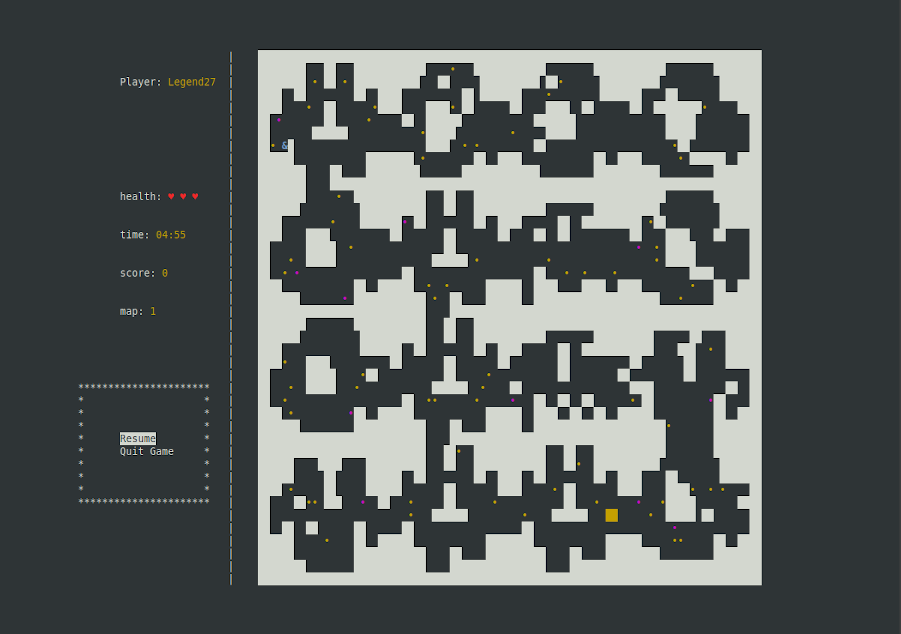 Player: Legend27
health: ♥ ♥ ♥
time: 04:55
score: 0
map: 1
**********************
* *
* *
* *
* Resume *
* Quit Game *
* *
* *
* *
**********************
&